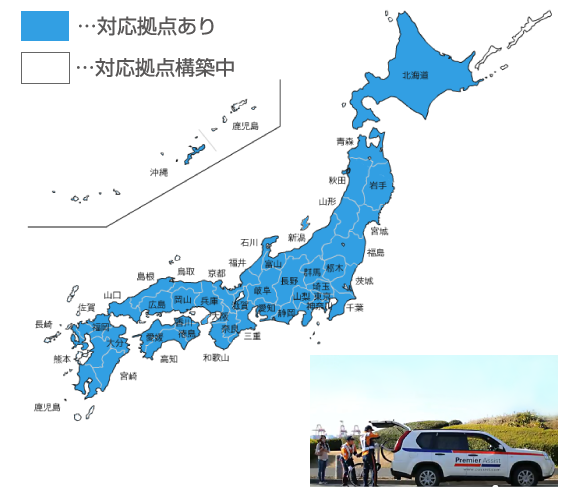 …対応拠点あり
…対応拠点構築中
北海道
鹿児島
沖縄
青森
秋田
岩手
山形
宮城
新潟
福島
石川
富山
福井
群馬
栃木
長野
埼玉
茨城
岐阜
山梨
東京
神奈川
千葉
島根
鳥取
京都
滋賀
愛知
静岡
山口
広島
岡山
兵庫
大阪
奈良
三重
佐賀
香川
徳島
和歌山
長崎
福岡
愛媛
高知
大分
熊本
宮崎
鹿児島
Premier Assist